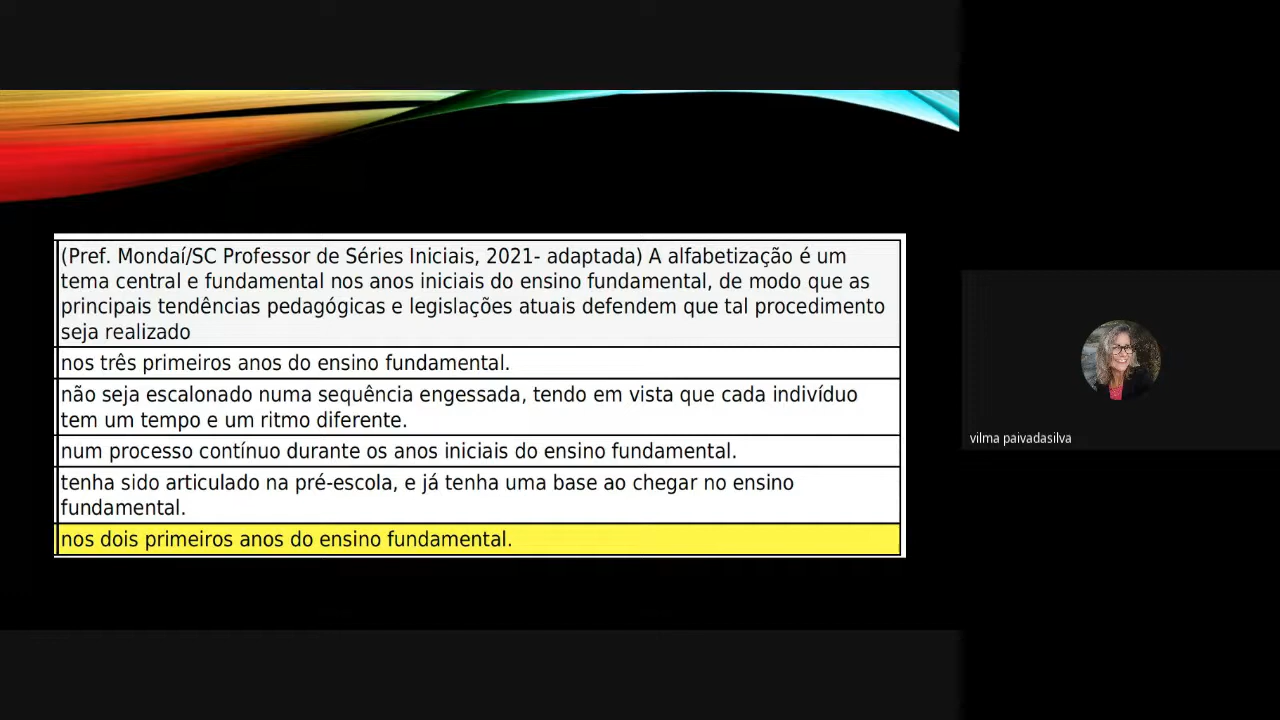 (Pref. Mondaí/SC Professor de Séries Iniciais, 2021- adaptada) A alfabetização é um
tema central e fundamental nos anos iniciais do ensino fundamental, de modo que as
principais tendências pedagógicas e legislações atuais defendem que tal procedimento
seja realizado
nos três primeiros anos do ensino fundamental.
não seja escalonado numa sequência engessada, tendo em vista que cada indivíduo
tem um tempo e um ritmo diferente.
num processo contínuo durante os anos iniciais do ensino fundamental.
tenha sido articulado na pré-escola, e já tenha uma base ao chegar no ensino
fundamental.
nos dois primeiros anos do ensino fundamental.
vilma paivadasilva